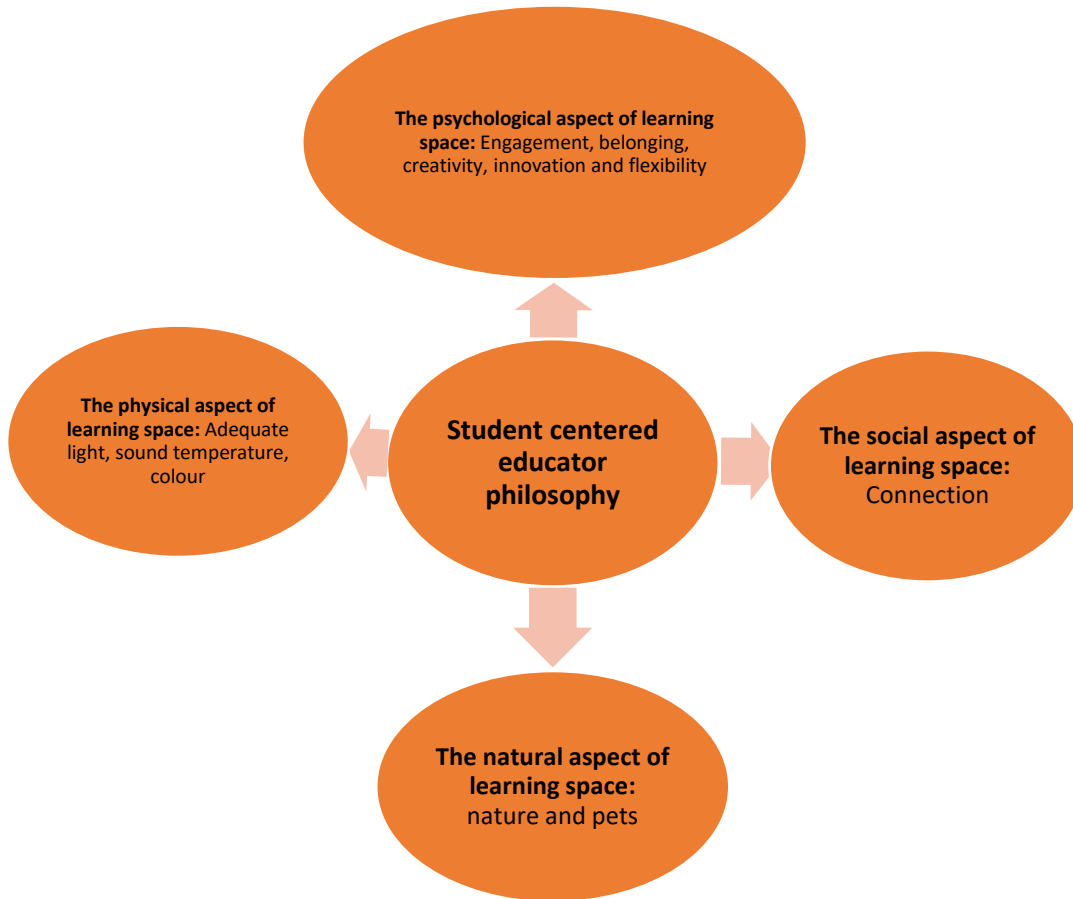 The psychological aspect of learning
space: Engagement, belonging,
creativity, innovation and flexibility
The physical aspect of
learning space: Adequate
light, sound temperature,
colour
Student centered
educator
philosophy
The social aspect of
learning space:
Connection
The natural aspect of
learning space:
nature and pets